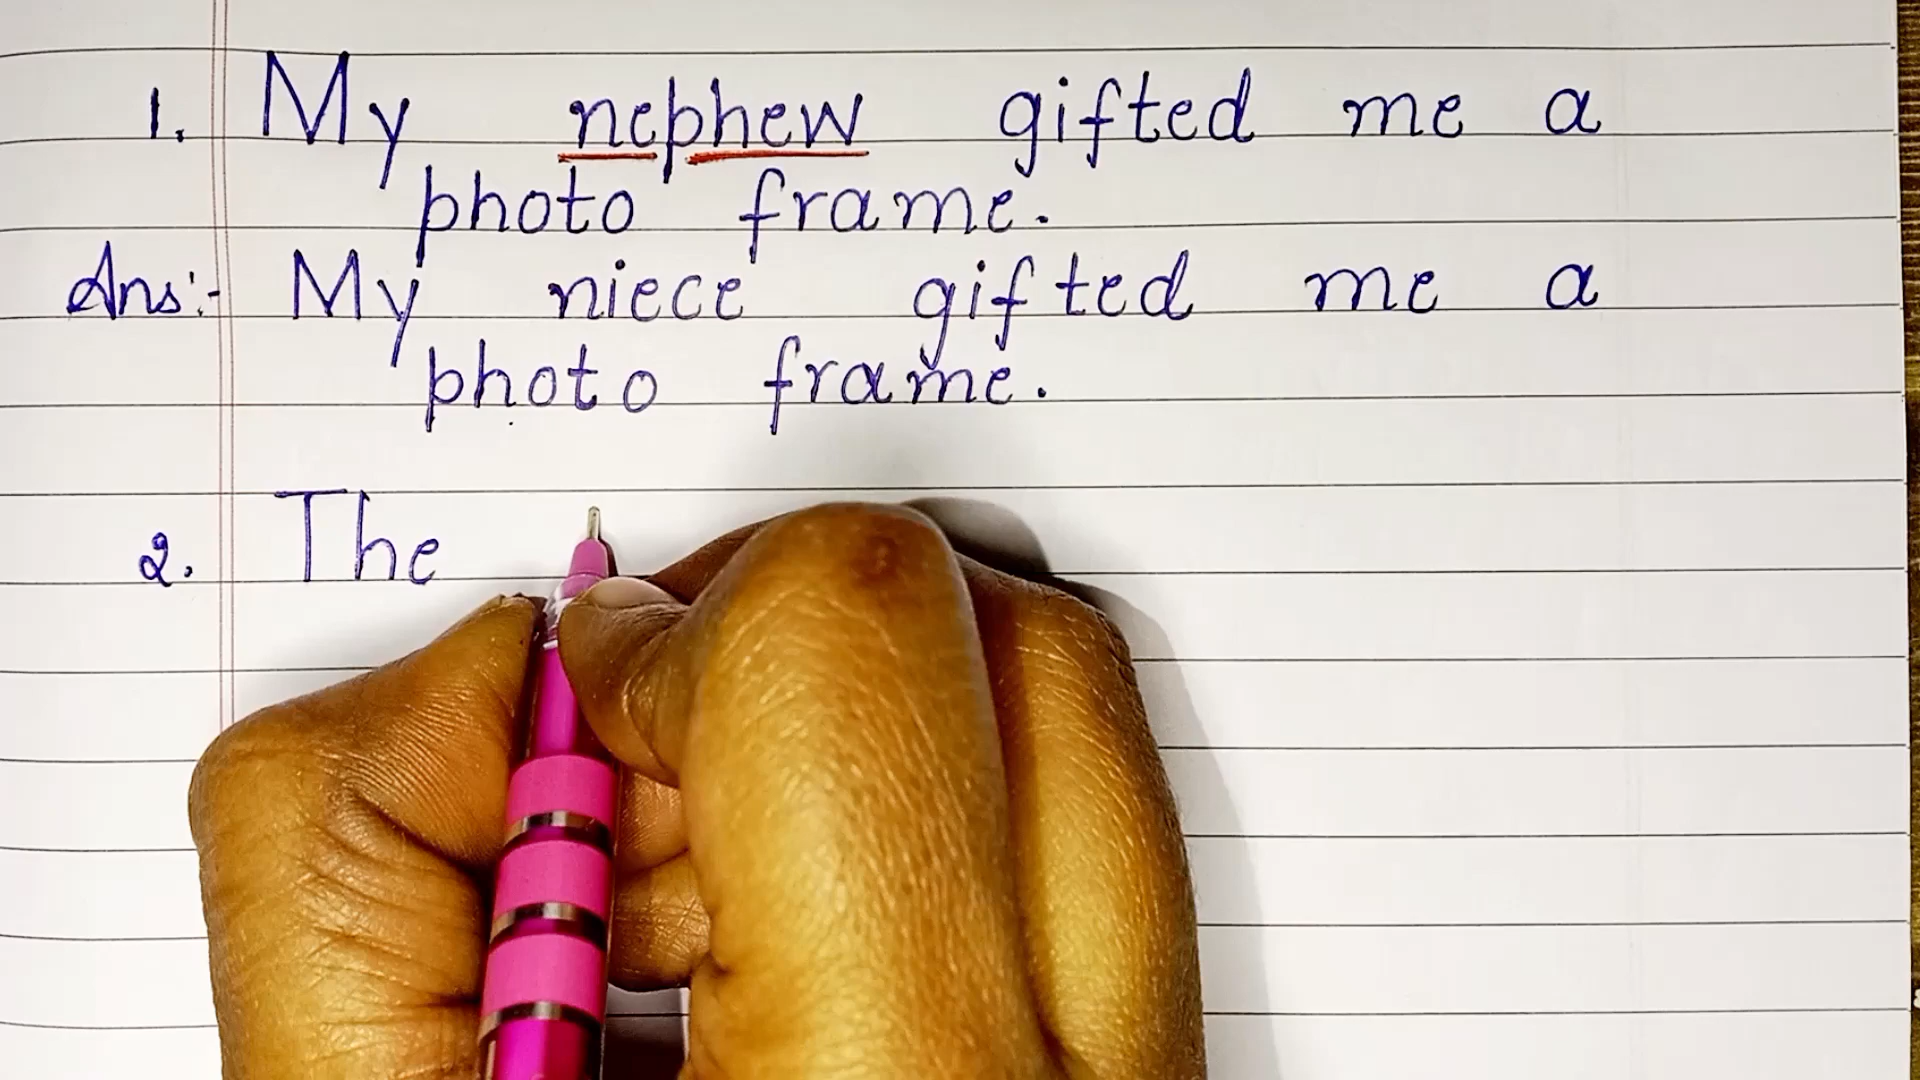 1. My nephew gifted me a
photo frame.
Ans:- My niece gifted me a
photo frame.
2. The